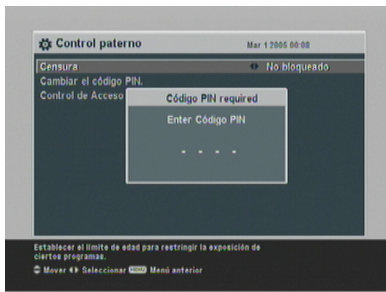 Control paterno
Mar 1 2005 00:08
Censura
No bloqueado
Cambiar el código PIN.
Control de Acceso
Código PIN required
Enter Código PIN
- - - -
Establecer el límite de edad para restringir la exposición de
ciertos programas.
Mover Seleccionar MENU Menú anterior